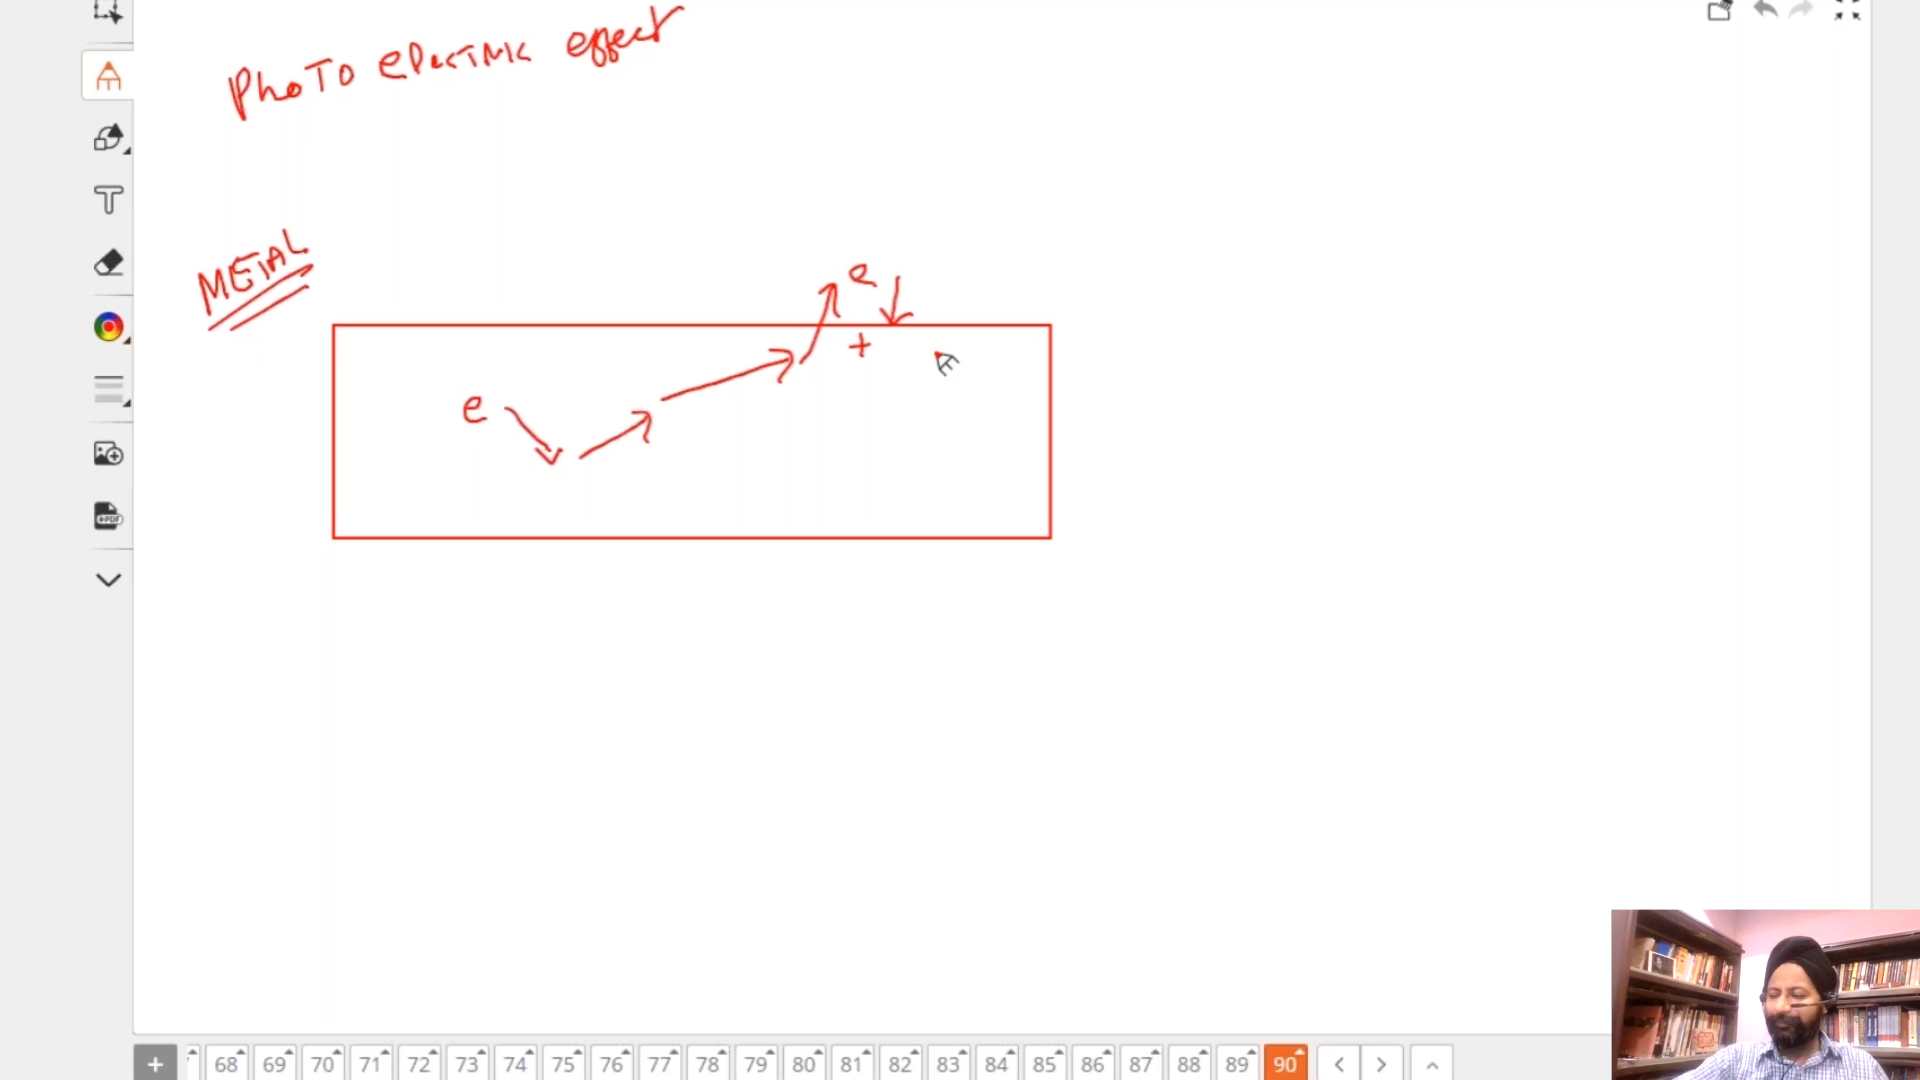 PhoTo electric effect
METAL
e
+
e
T
PDF
+ 68 69 70 71 72 73 74 75 76 77 78 79 80 81 82 83 84 85 86 87 88 89 90